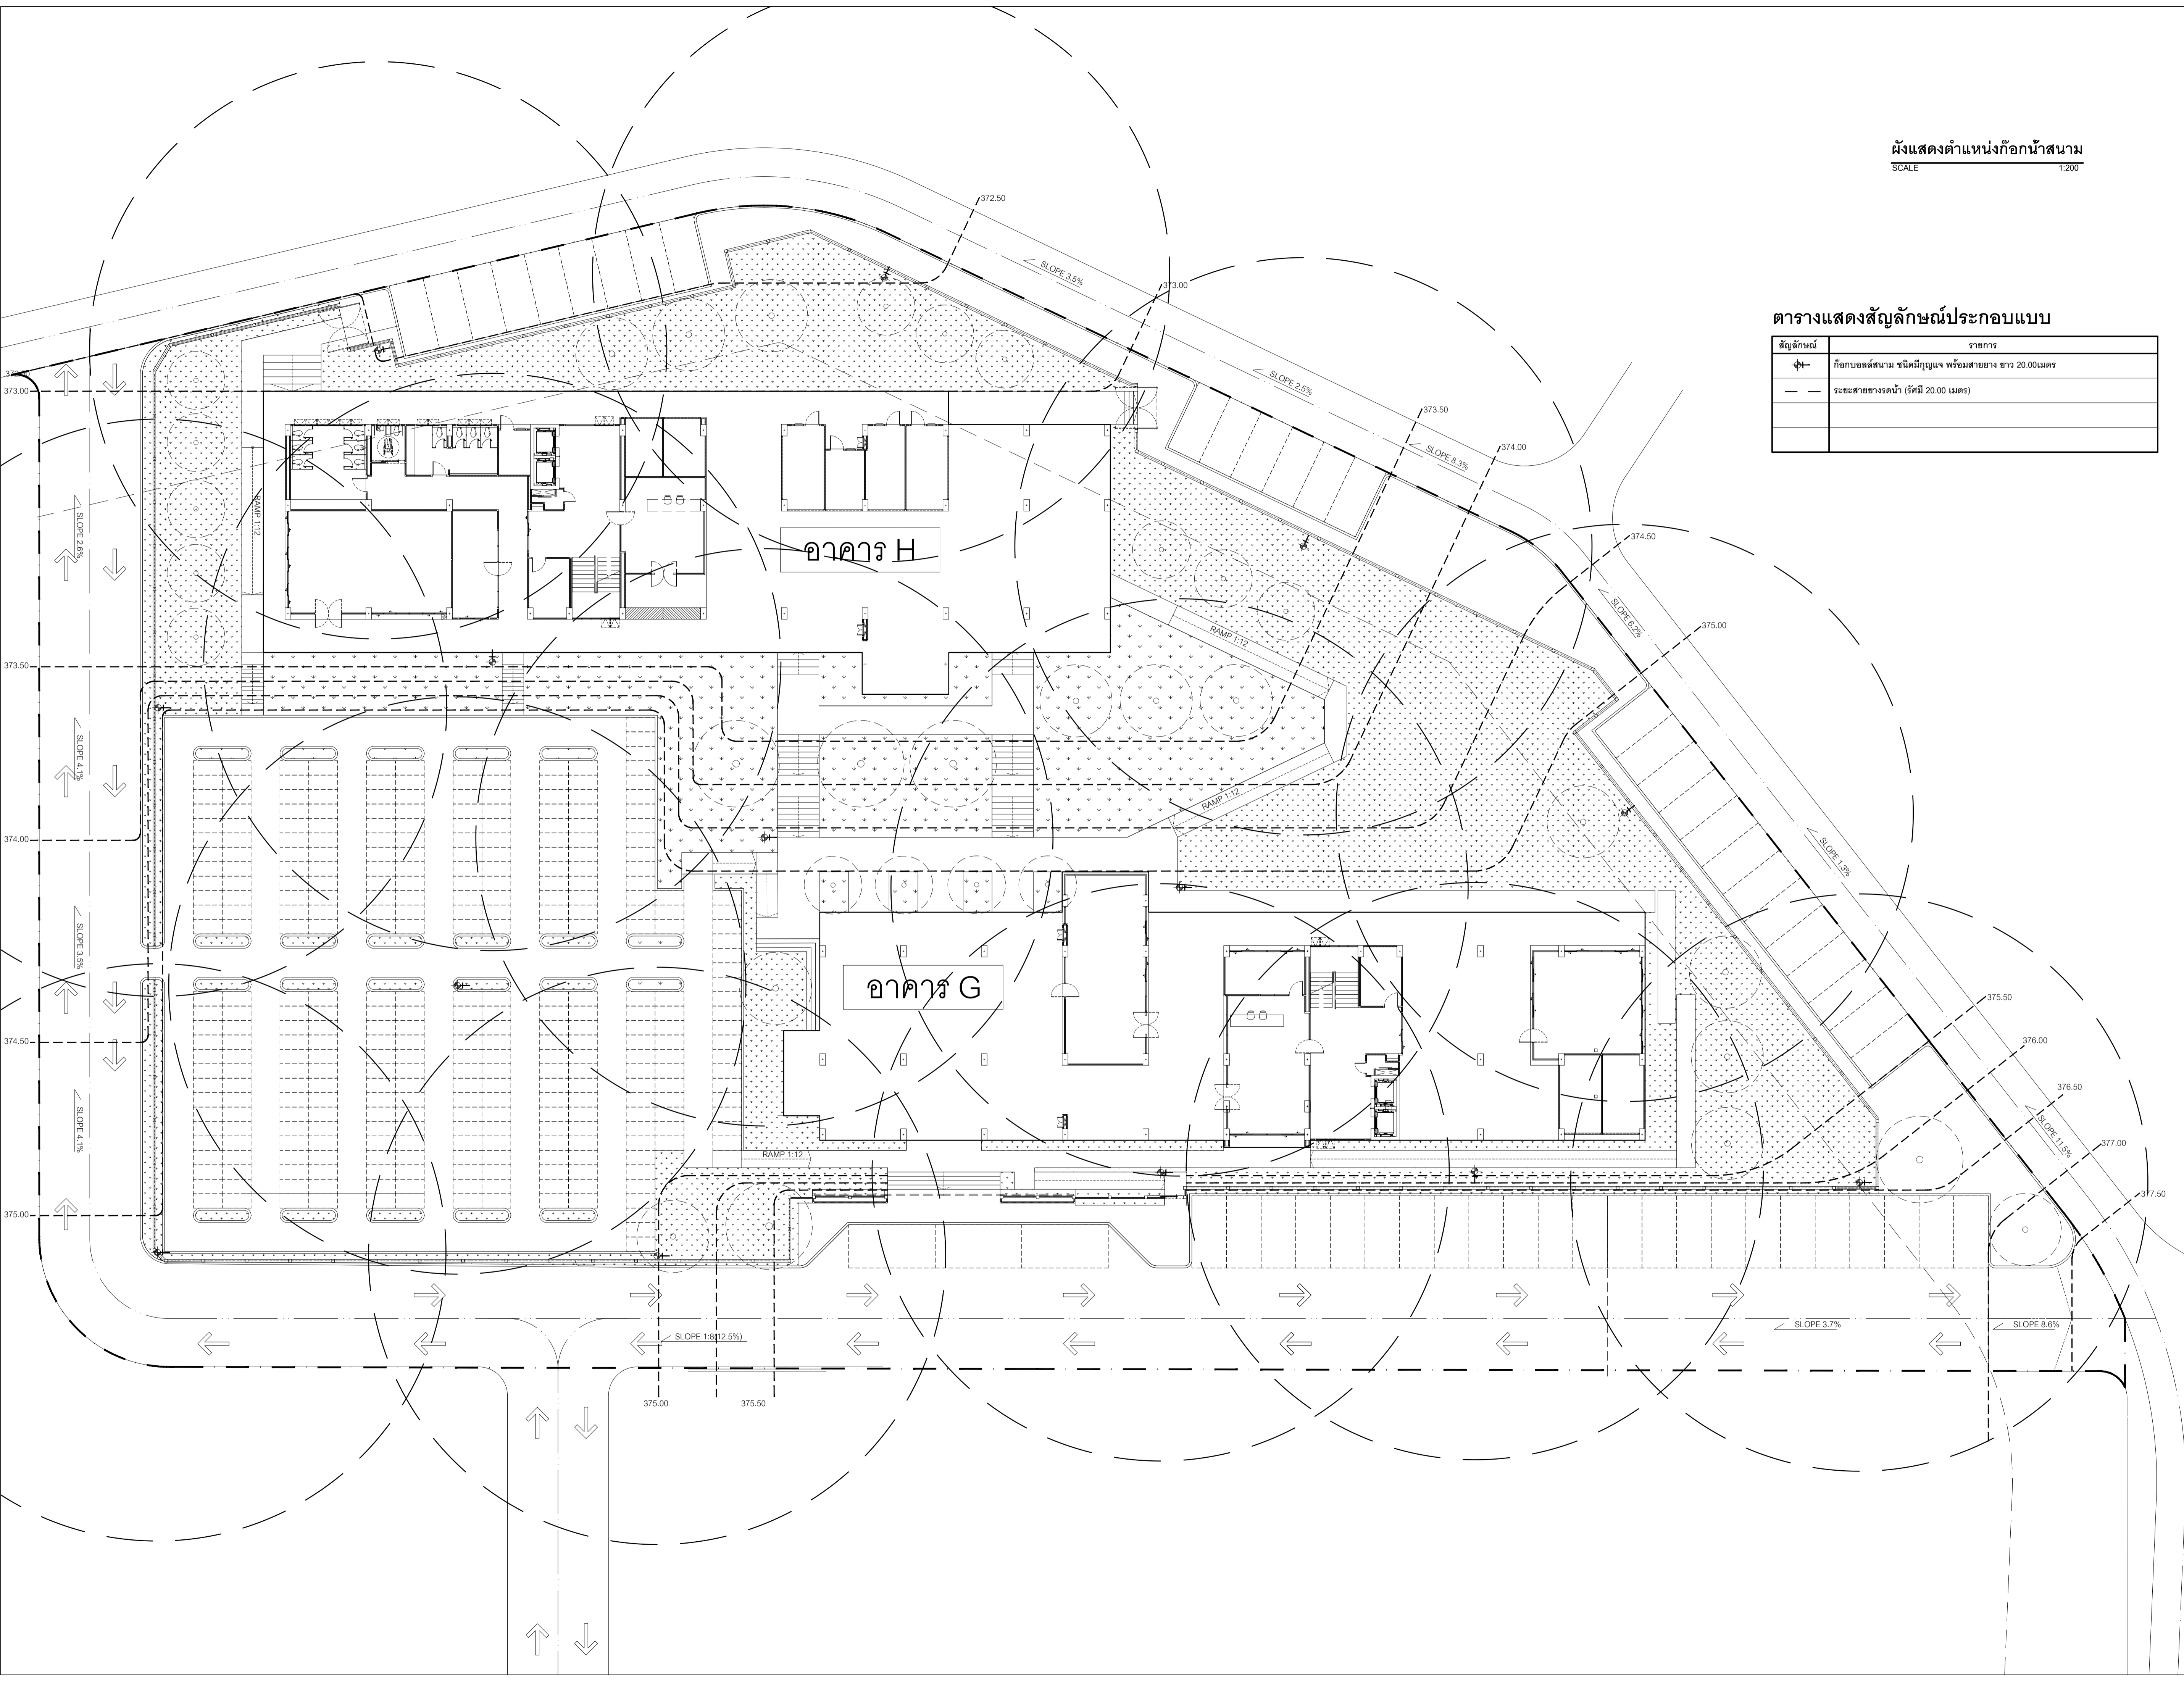 ผังแสดงตำแหน่งก๊อกน้ำสนาม
SCALE 1:200
ตารางแสดงสัญลักษณ์ประกอบแบบ
สัญลักษณ์ รายการ
ก๊อกบอลล์สนาม ชนิดมีกุญแจ พร้อมสายยาง ยาว 20.00เมตร
ระยะสายยางรดน้ำ (รัศมี 20.00 เมตร)
372.50
SLOPE 3.5%
373.00
SLOPE 2.5%
373.50
SLOPE 8.3%
374.00
374.50
SLOPE 6.2%
375.00
SLOPE 1.3%
375.50
376.00
376.50
SLOPE 11.5%
377.00
377.50
373.00
SLOPE 2.6%
RAMP 1:12
อาคาร H
RAMP 1:12
RAMP 1:12
373.50
SLOPE 4.1%
374.00
SLOPE 3.5%
374.50
SLOPE 4.1%
375.00
อาคาร G
RAMP 1:12
SLOPE 1:8(12.5%)
SLOPE 3.7%
SLOPE 8.6%
375.00
375.50